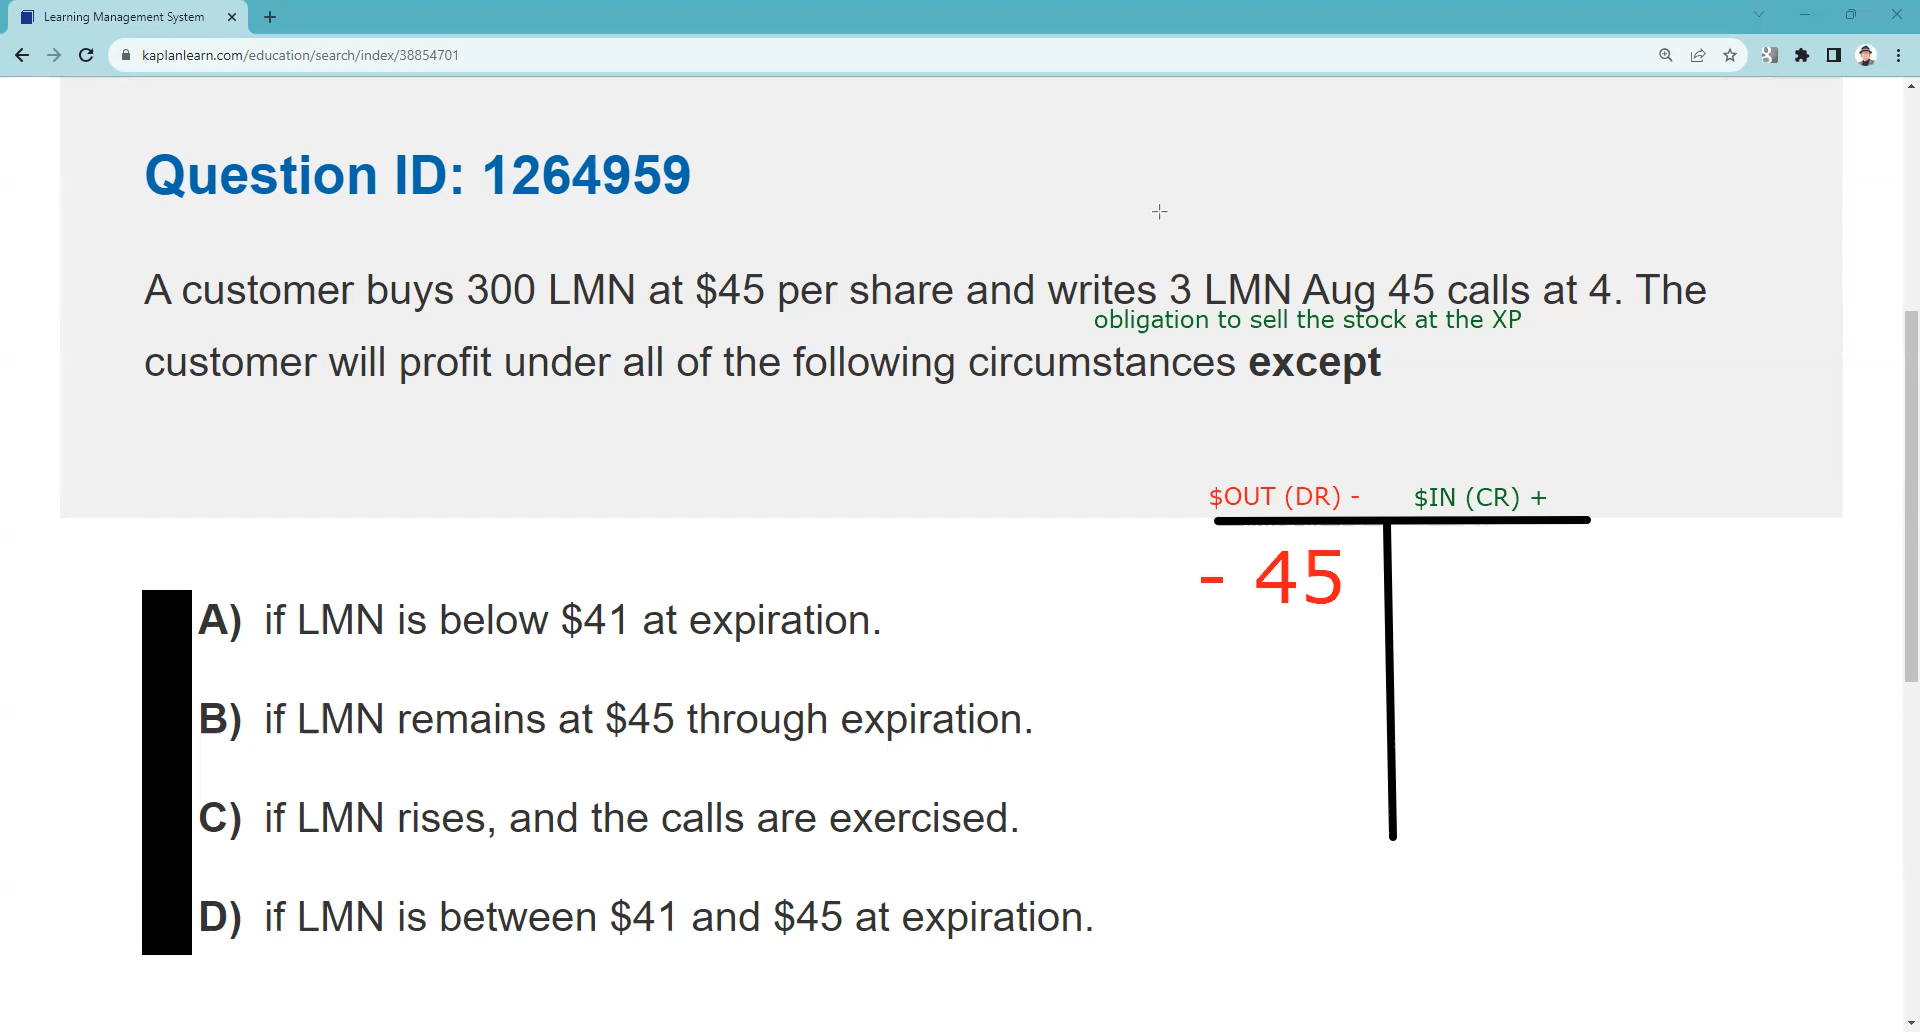 Learning Management System
kaplanlearn.com/education/search/index/38854701
Question ID: 1264959
A customer buys 300 LMN at $45 per share and writes 3 LMN Aug 45 calls at 4. The
obligation to sell the stock at the XP
customer will profit under all of the following circumstances except
$OUT (DR) - $IN (CR) +
- 45
A) if LMN is below $41 at expiration.
B) if LMN remains at $45 through expiration.
C) if LMN rises, and the calls are exercised.
D) if LMN is between $41 and $45 at expiration.